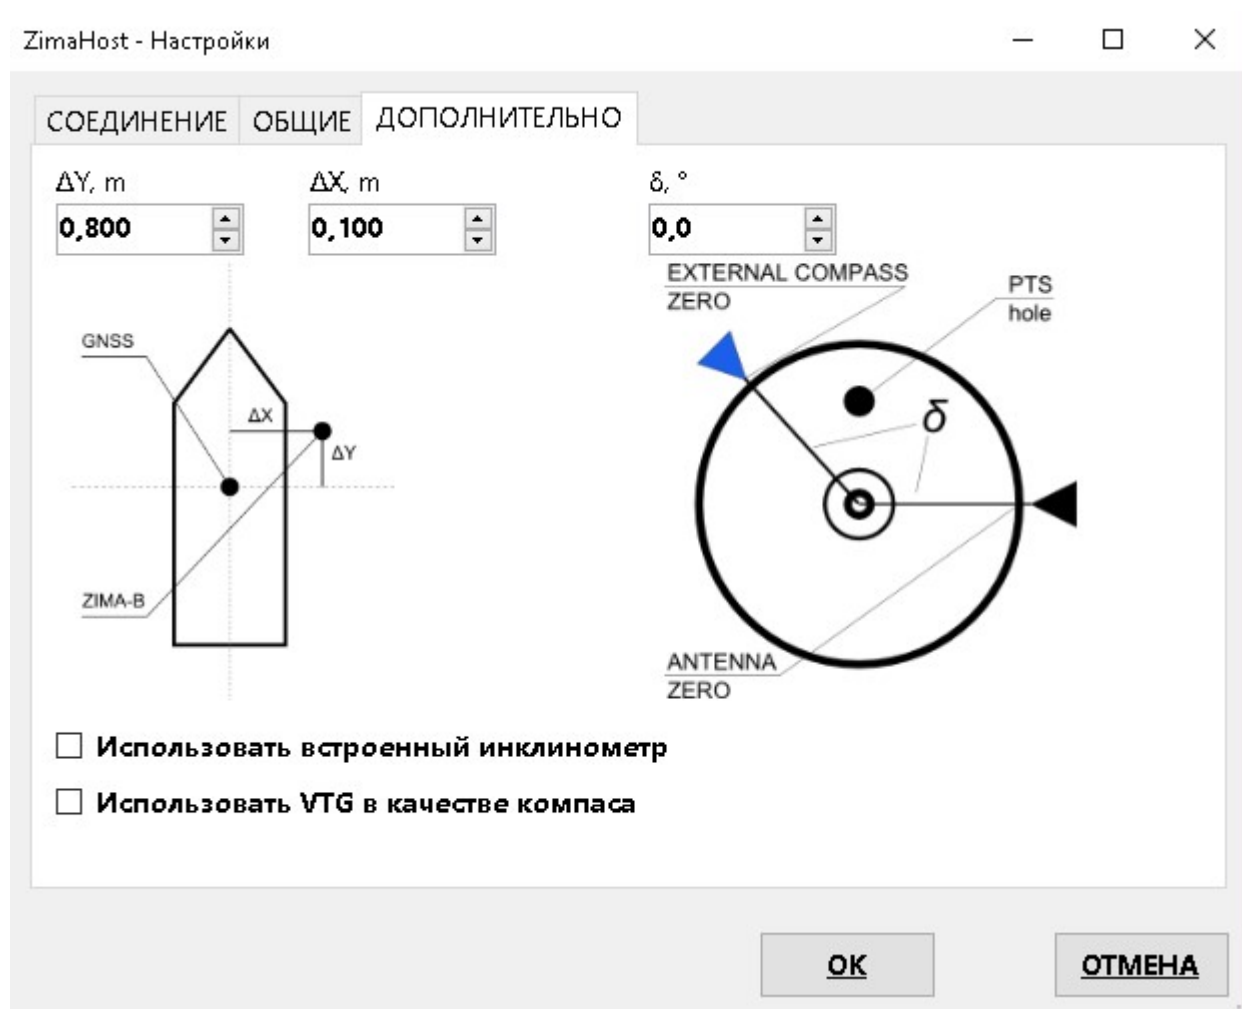 ZimaHost - Настройки
СОЕДИНЕНИЕ ОБЩИЕ ДОПОЛНИТЕЛЬНО
ΔY, m ΔX, m δ, °
0,800 0,100 0,0
EXTERNAL COMPASS
ZERO
PTS
hole
GNSS
ΔX
δ
ΔY
ZIMA-B
ANTENNA
ZERO
Использовать встроенный инклинометр
Использовать VTG в качестве компаса
OK ОТМЕНА